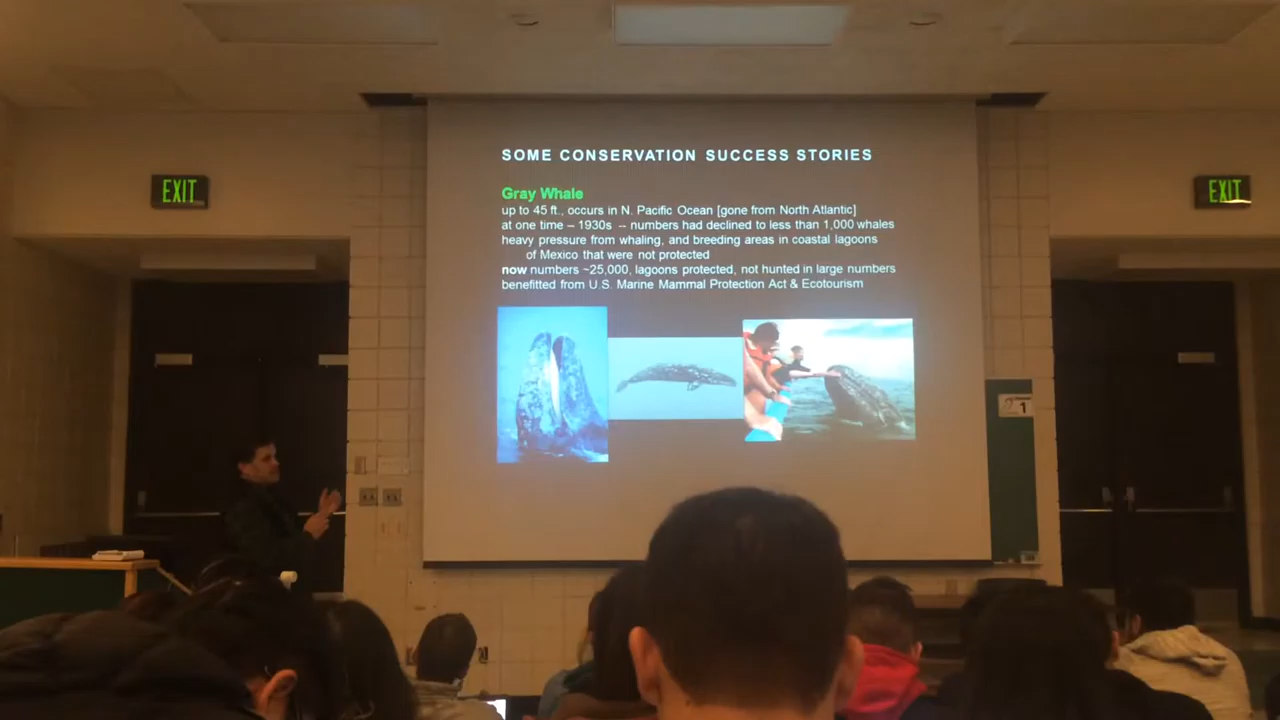 EXIT
SOME CONSERVATION SUCCESS STORIES
EXIT
Gray Whale
up to 45 ft., occurs in N. Pacific Ocean [gone from North Atlantic]
at one time – 1930s -- numbers had declined to less than 1,000 whales
heavy pressure from whaling, and breeding areas in coastal lagoons
of Mexico that were not protected
now numbers ~25,000, lagoons protected, not hunted in large numbers
benefitted from U.S. Marine Mammal Protection Act & Ecotourism
1